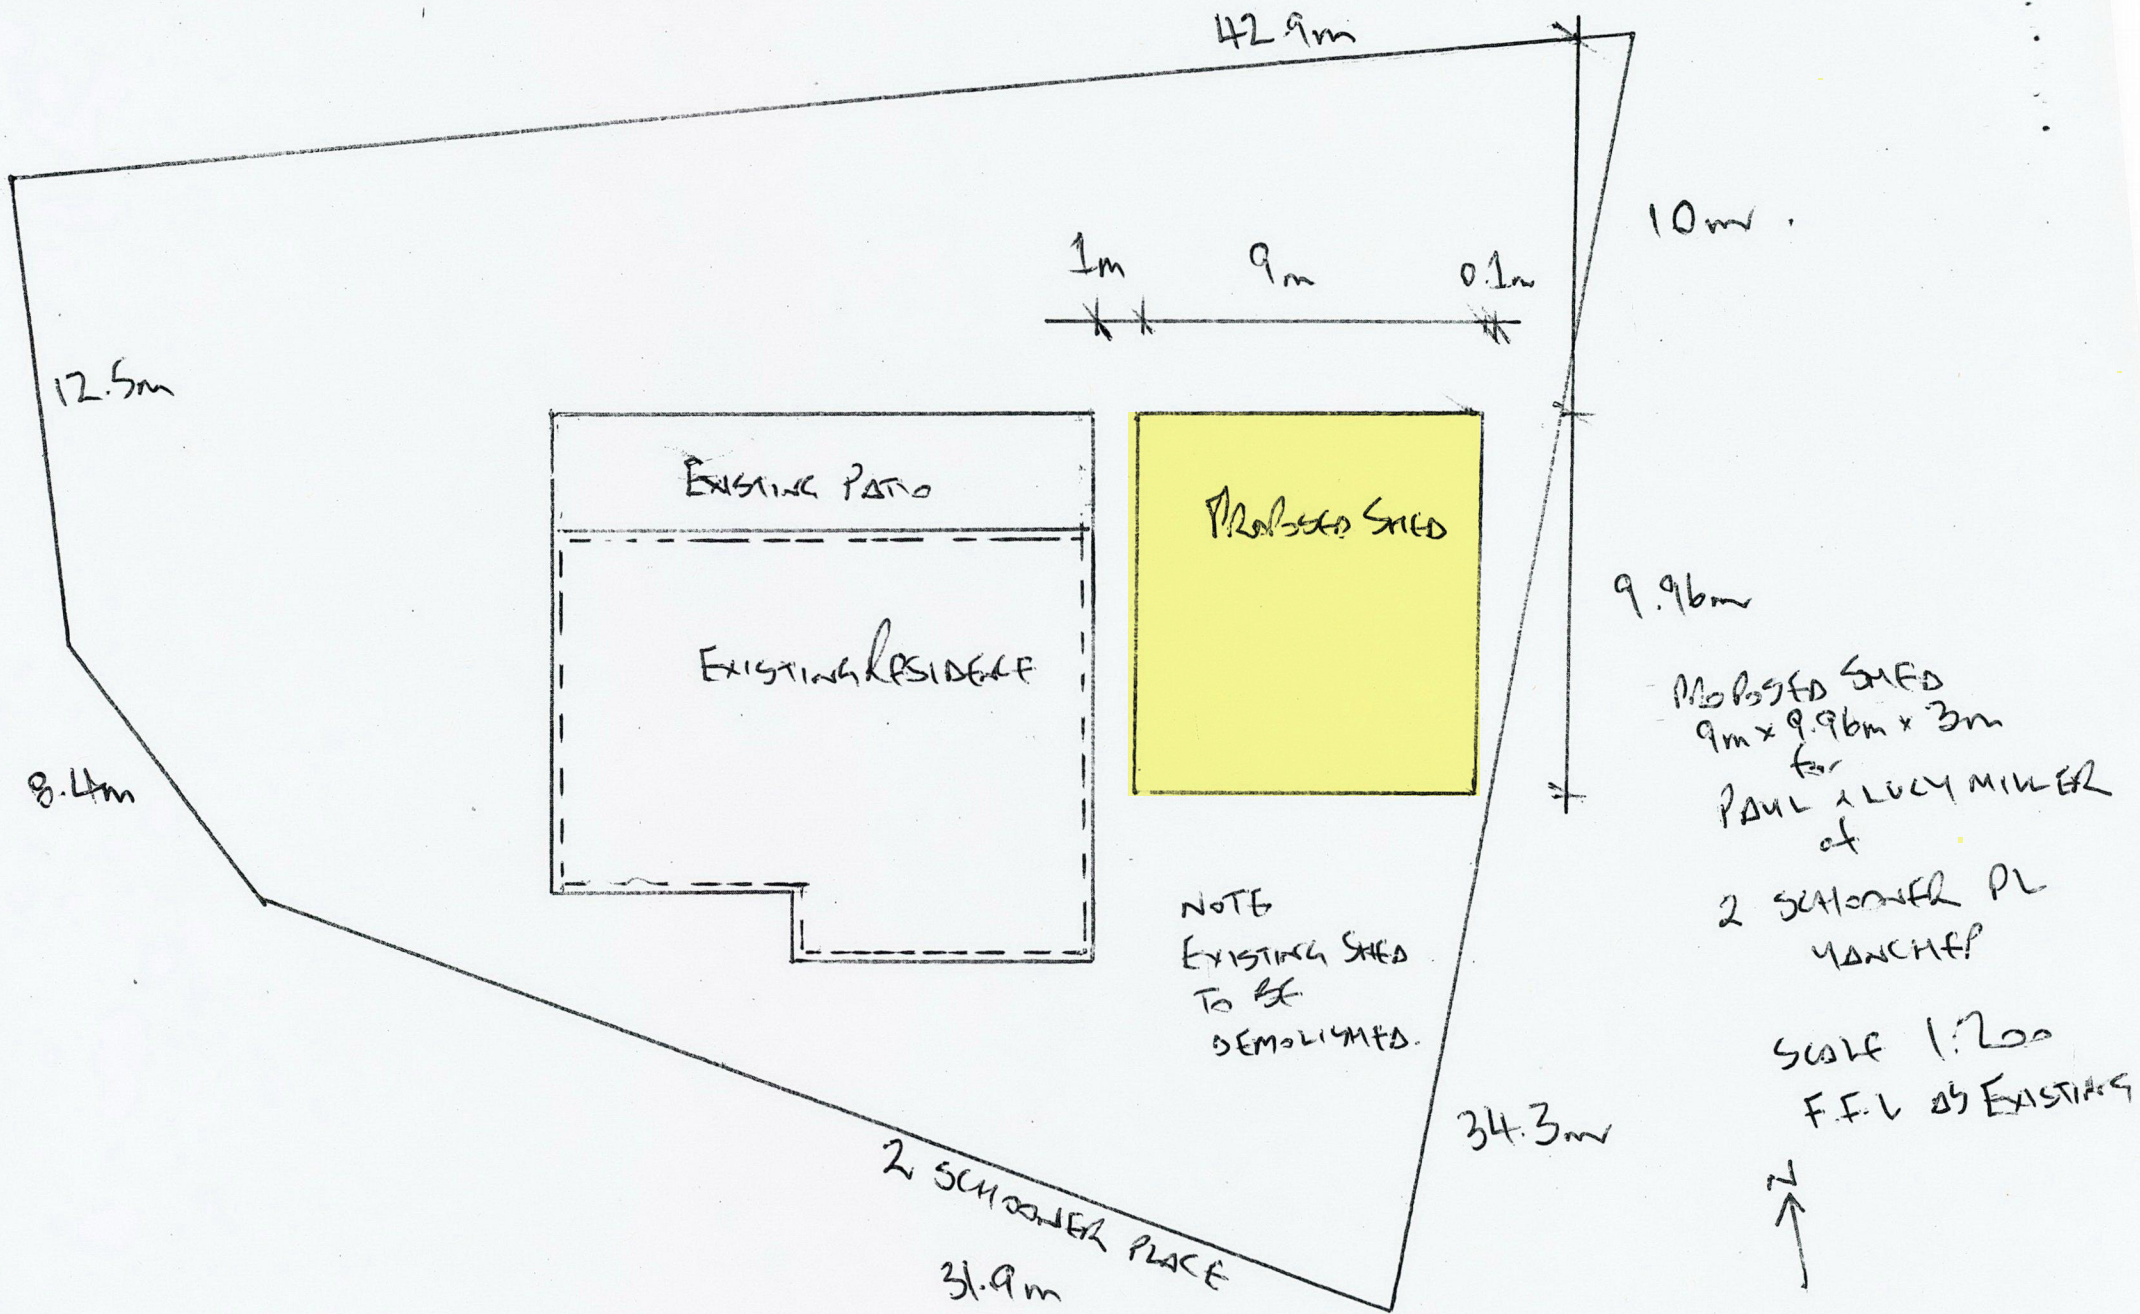 42.9m
10m.
1m 9m 0.1m
12.5m
EXISTING PATIO
PROPOSED SHED
9.96m
EXISTING RESIDENCE
PROPOSED SHED
9m x 9.96m x 3m
for
PAUL & LUCY MILLER
of
2 SCHOONER PL
YANCHEP
8.4m
NOTE
EXISTING SHED
TO BE
DEMOLISHED.
SCALE 1:200
F.F.L AS EXISTING
34.3m
N
2 SCHOONER PLACE
31.9m